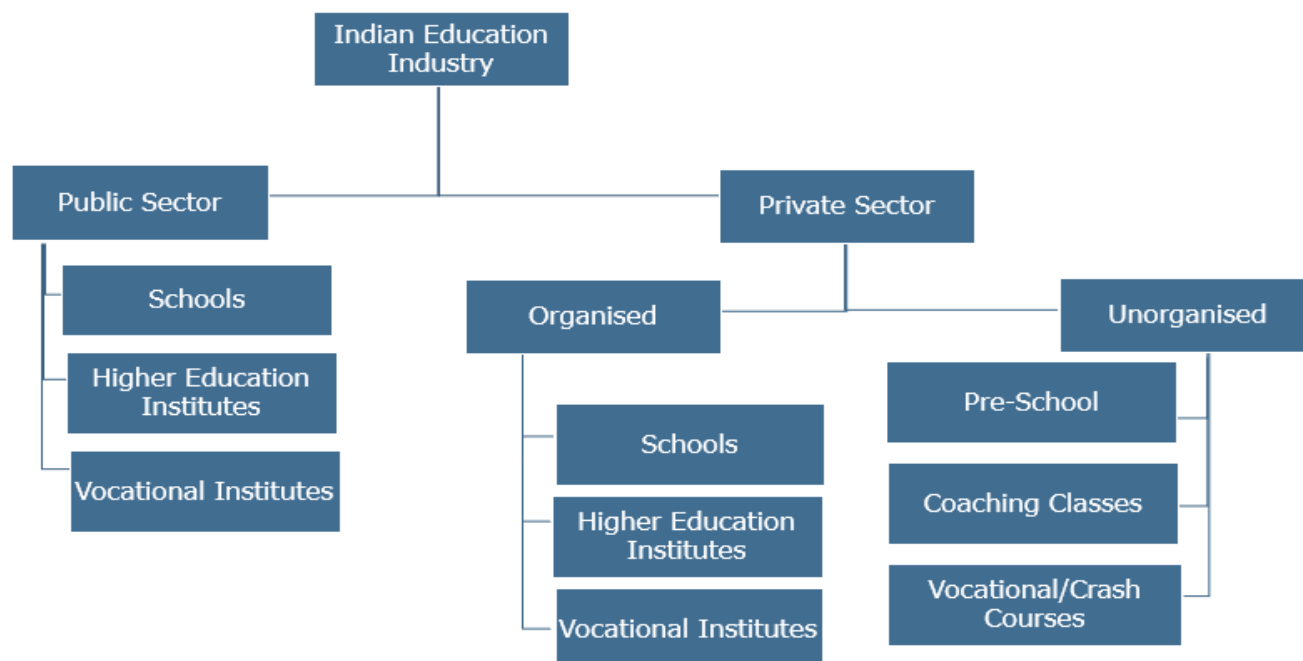 Indian Education
Industry
Public Sector
Schools
Higher Education
Institutes
Vocational Institutes
Private Sector
Organised
Schools
Higher Education
Institutes
Vocational Institutes
Unorganised
Pre-School
Coaching Classes
Vocational/Crash
Courses